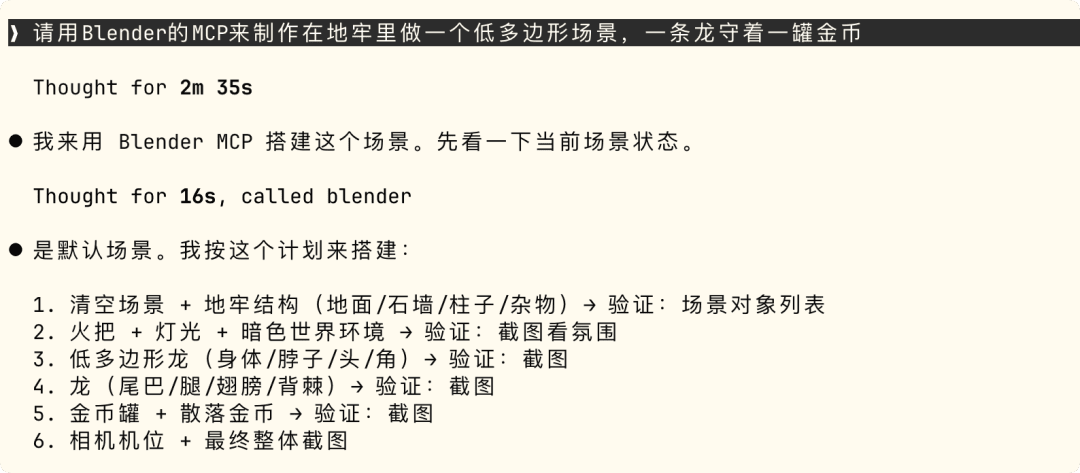 ❯ 请用Blender的MCP来制作在地牢里做一个低多边形场景，一条龙守着一罐金币
Thought for 2m 35s
● 我来用 Blender MCP 搭建这个场景。先看一下当前场景状态。
Thought for 16s, called blender
● 是默认场景。我按这个计划来搭建：
1. 清空场景 + 地牢结构（地面/石墙/柱子/杂物）→ 验证：场景对象列表
2. 火把 + 灯光 + 暗色世界环境 → 验证：截图看氛围
3. 低多边形龙（身体/脖子/头/角）→ 验证：截图
4. 龙（尾巴/腿/翅膀/背棘）→ 验证：截图
5. 金币罐 + 散落金币 → 验证：截图
6. 相机机位 + 最终整体截图